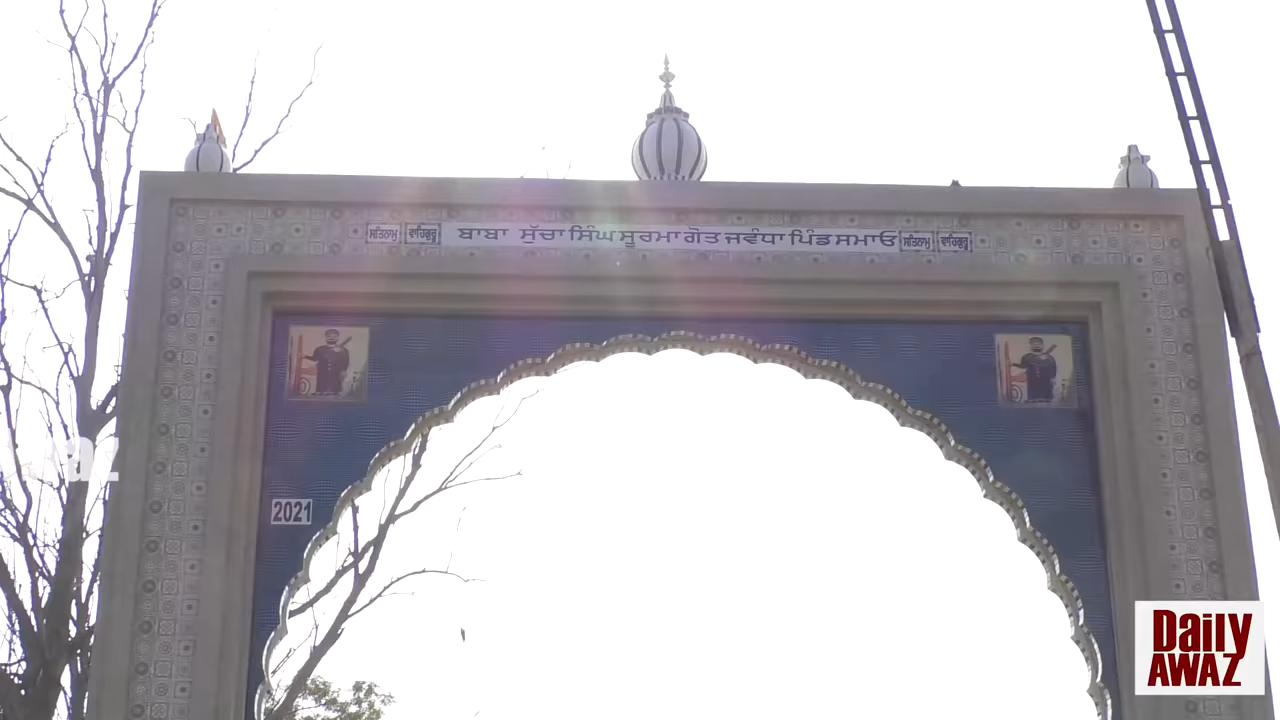 ਸਤਿਨਾਮੁ ਵਾਹਿਗੁਰੂ ਬਾਬਾ ਸੁੱਚਾ ਸਿੰਘ ਸੂਰਮਾ ਗੋਤ ਜਵੰਧਾ ਪਿੰਡ ਸਮਾਓ ਸਤਿਨਾਮੁ ਵਾਹਿਗੁਰੂ
2021
Daily
AWAZ